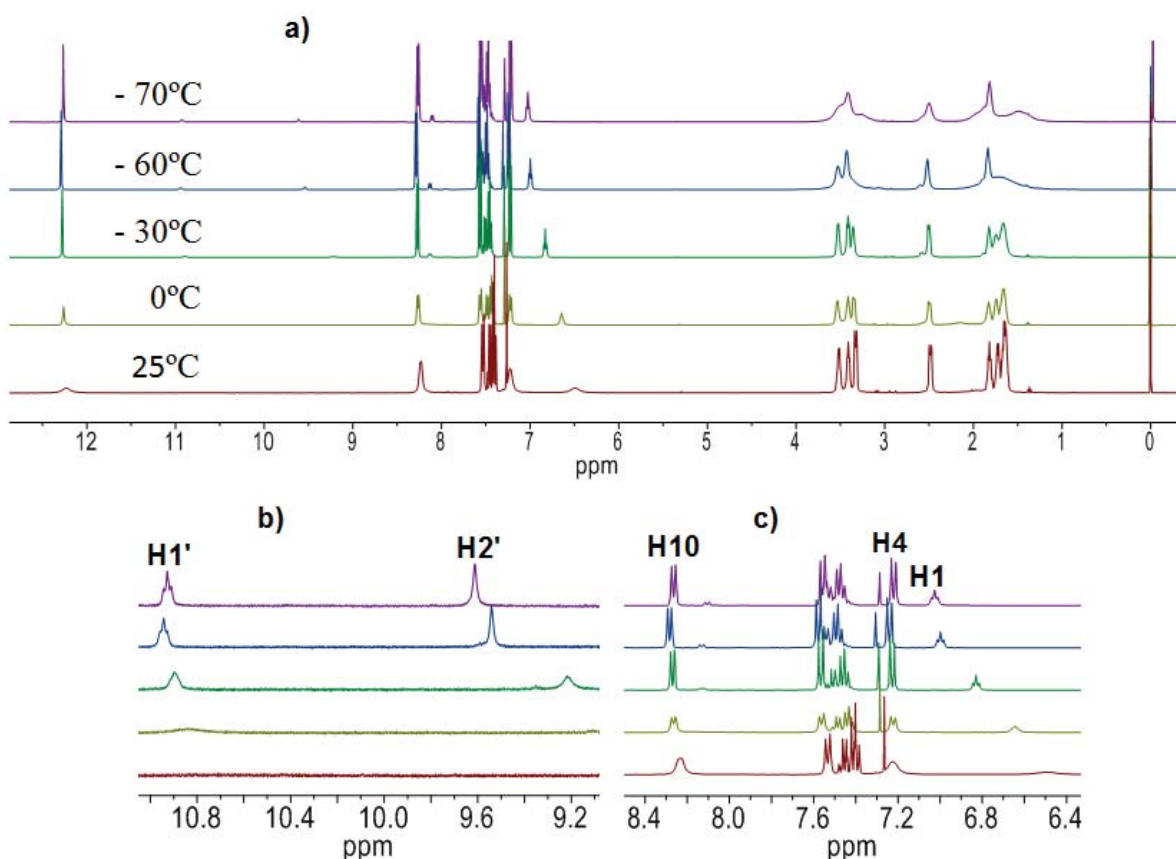 a)
- 70ºC
- 60ºC
- 30ºC
0ºC
25ºC
12 11 10 9 8 7 6 5 4 3 2 1 0
ppm
b)
c)
H1' H2' H10 H4 H1
10.8 10.4 10.0 9.6 9.2 8.4 8.0 7.6 7.2 6.8 6.4
ppm ppm